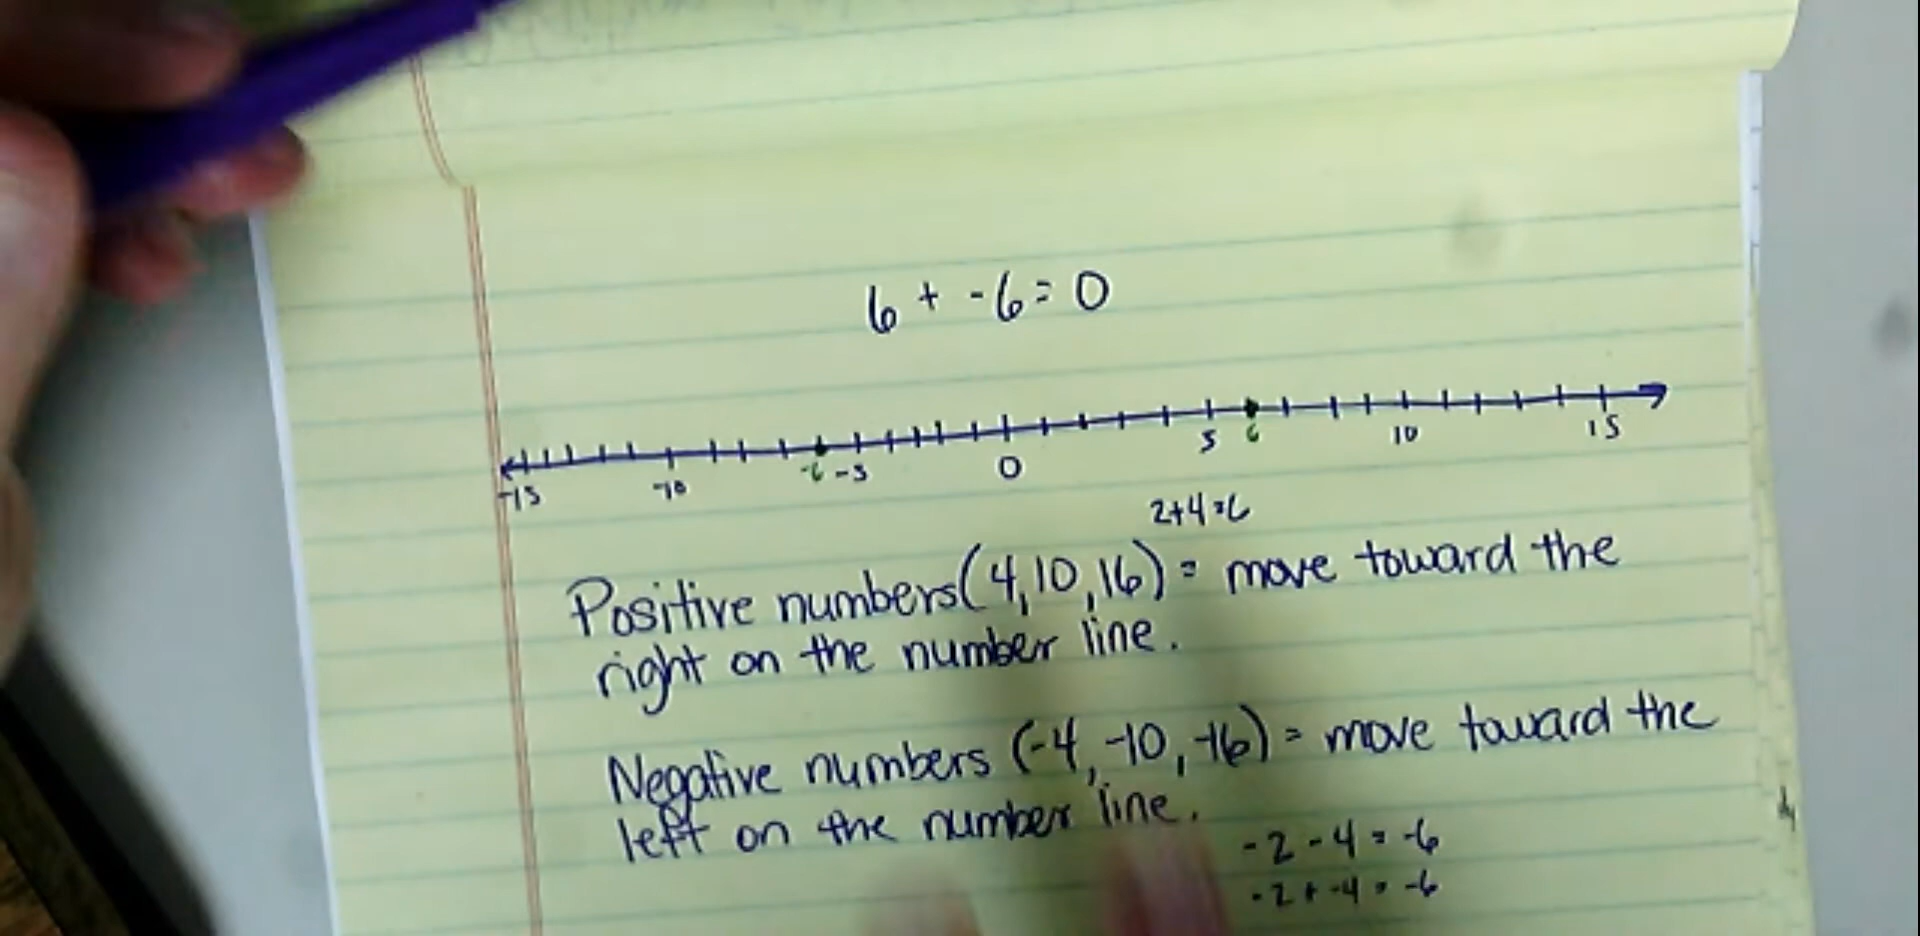 6 + -6 = 0
-15 -10 -6 -5 0 5 6 10 15
2+4=6
Positive numbers (4,10,16) = move toward the
right on the number line.
Negative numbers (-4, -10, -16) = move toward the
left on the number line.
-2 - 4 = -6
-2 + -4 = -6